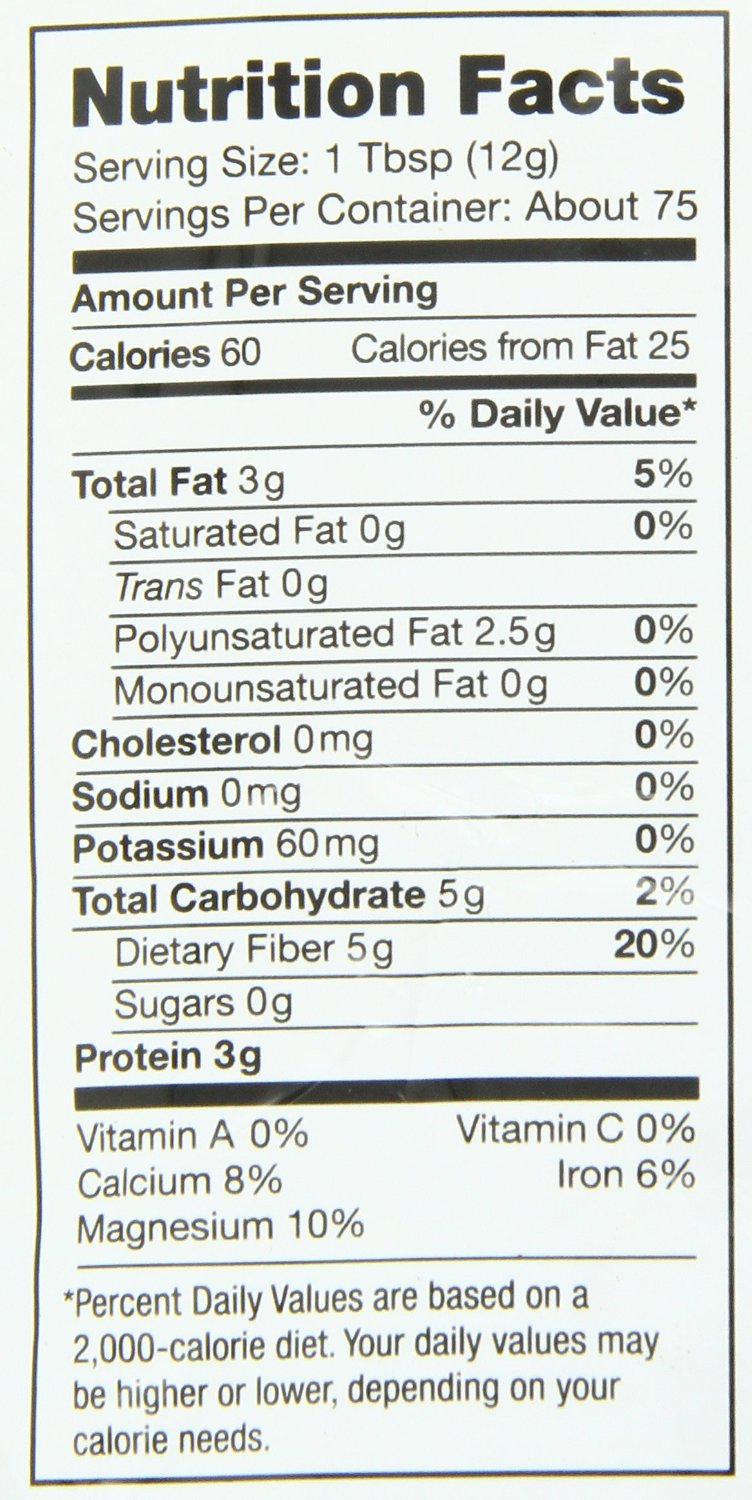 Nutrition Facts
Serving Size: 1 Tbsp (12g)
Servings Per Container: About 75
Amount Per Serving
Calories 60 Calories from Fat 25
% Daily Value*
Total Fat 3g 5%
Saturated Fat 0g 0%
Trans Fat 0g
Polyunsaturated Fat 2.5g 0%
Monounsaturated Fat 0g 0%
Cholesterol 0mg 0%
Sodium 0mg 0%
Potassium 60mg 0%
Total Carbohydrate 5g 2%
Dietary Fiber 5g 20%
Sugars 0g
Protein 3g
Vitamin A 0% Vitamin C 0%
Calcium 8% Iron 6%
Magnesium 10%
*Percent Daily Values are based on a
2,000-calorie diet. Your daily values may
be higher or lower, depending on your
calorie needs.